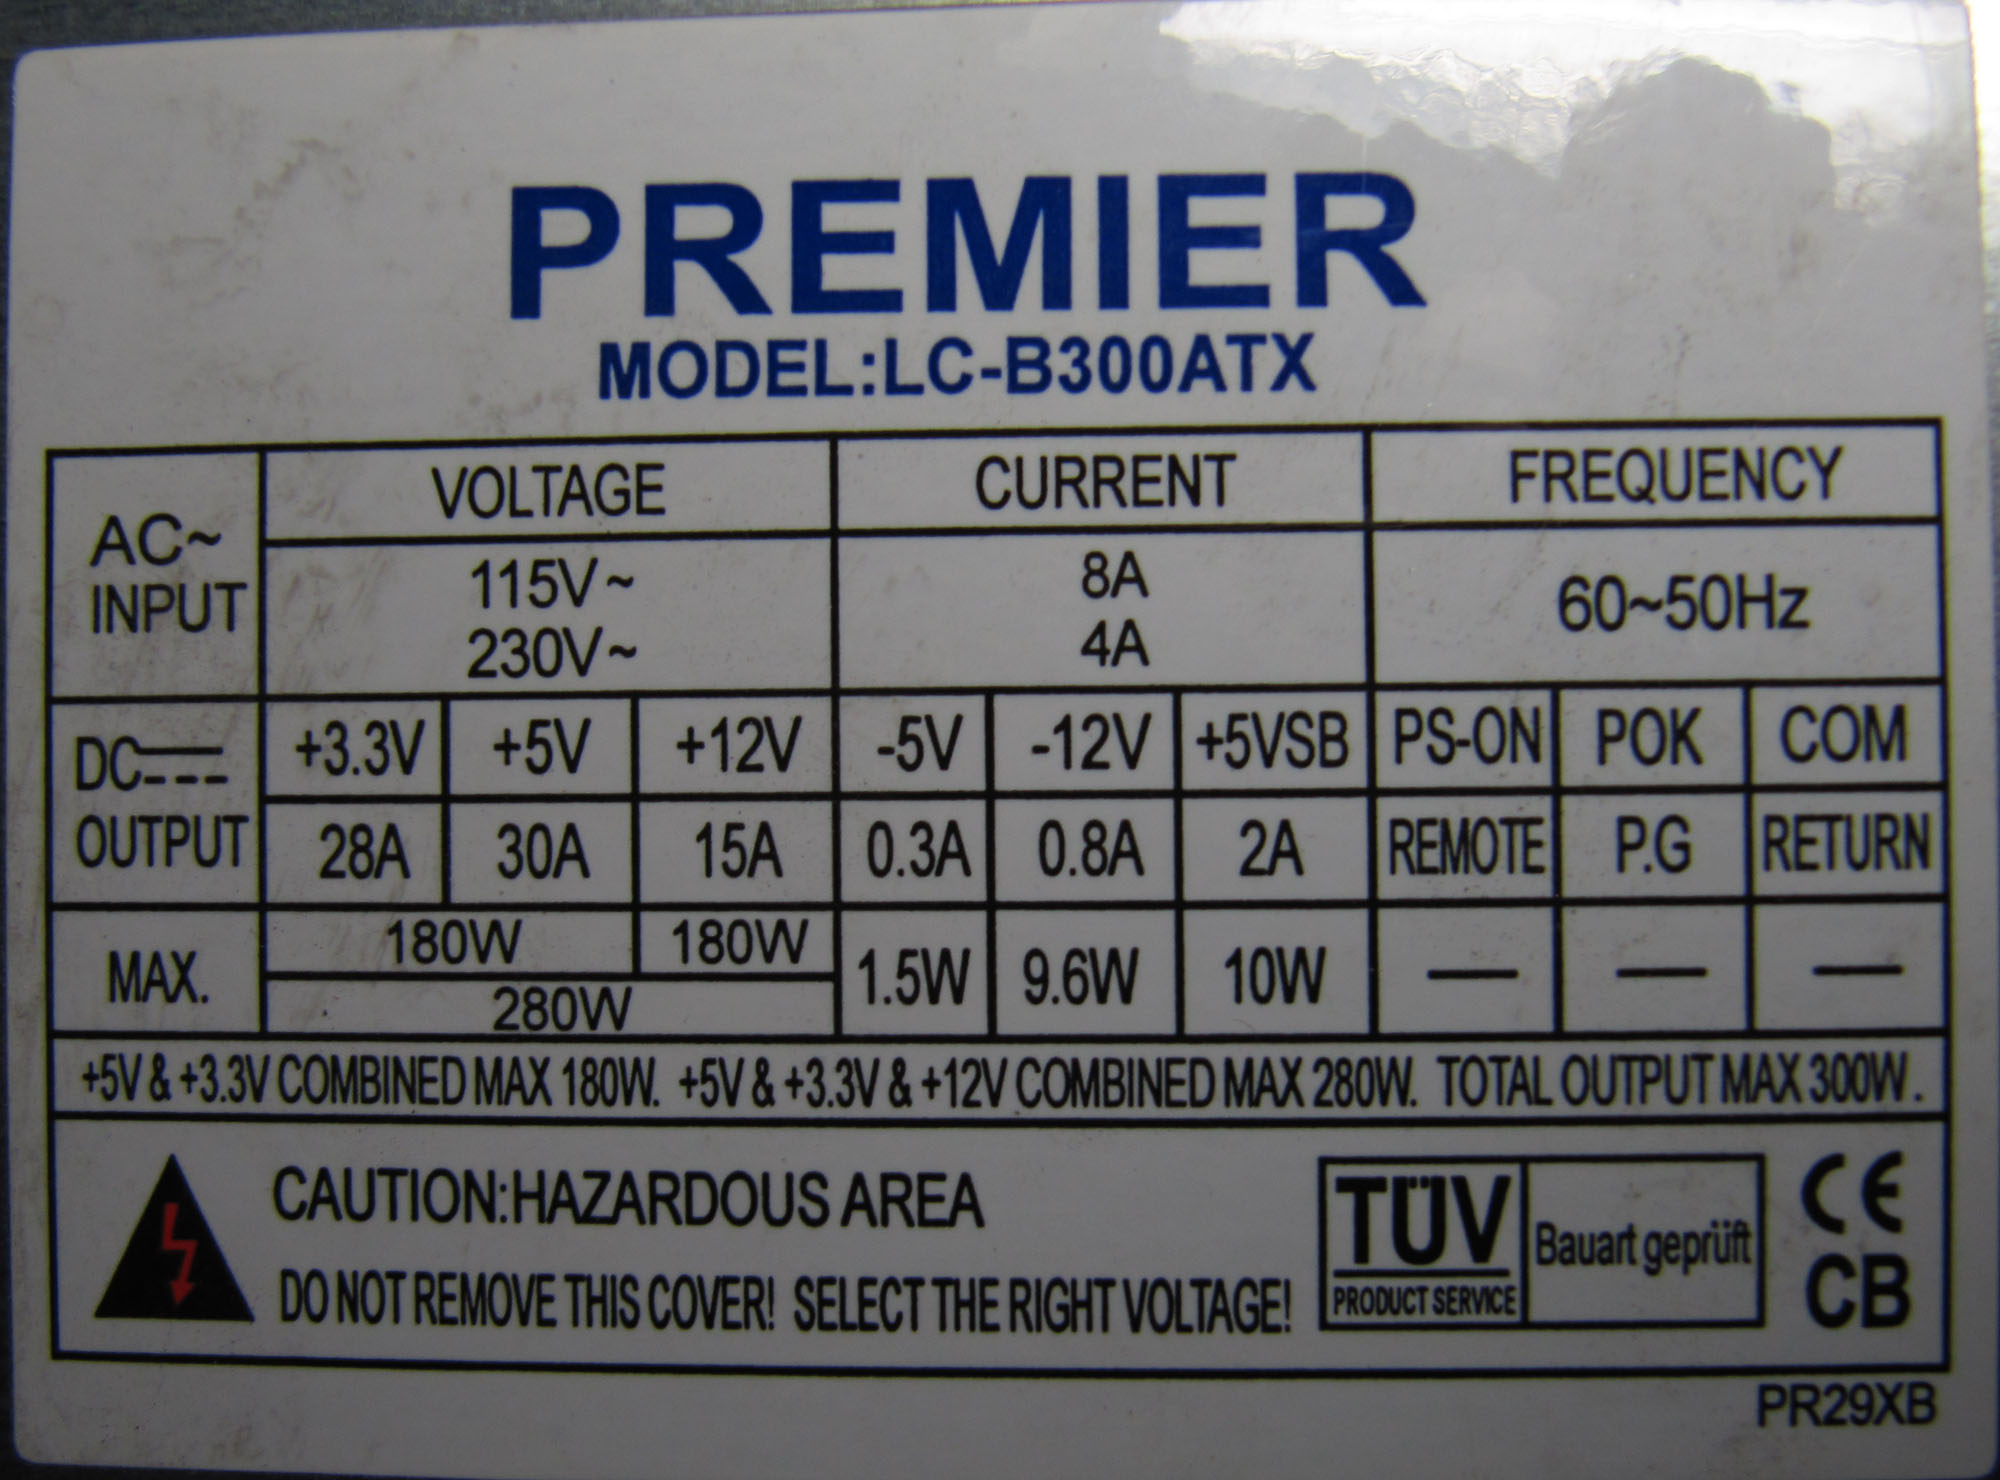 PREMIER
MODEL:LC-B300ATX
AC~ INPUT VOLTAGE CURRENT FREQUENCY
115V~ 8A 60~50Hz
230V~ 4A
DC OUTPUT +3.3V +5V +12V -5V -12V +5VSB PS-ON POK COM
28A 30A 15A 0.3A 0.8A 2A REMOTE P.G RETURN
MAX. 180W 180W 1.5W 9.6W 10W — — —
280W
+5V & +3.3V COMBINED MAX 180W. +5V & +3.3V & +12V COMBINED MAX 280W. TOTAL OUTPUT MAX 300W.
CAUTION:HAZARDOUS AREA
DO NOT REMOVE THIS COVER! SELECT THE RIGHT VOLTAGE!
TÜV
PRODUCT SERVICE
Bauart geprüft
CE
CB
PR29XB